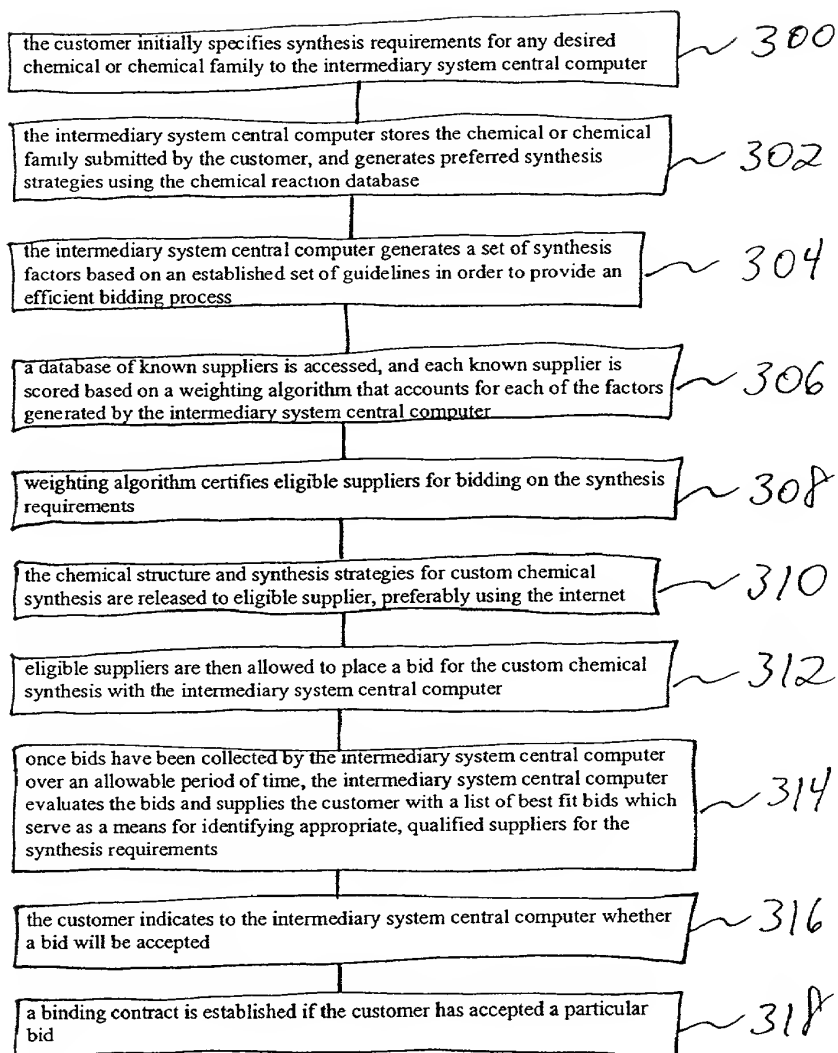 the customer initially specifies synthesis requirements for any desired
chemical or chemical family to the intermediary system central computer
300
the intermediary system central computer stores the chemical or chemical
family submitted by the customer, and generates preferred synthesis
strategies using the chemical reaction database
302
the intermediary system central computer generates a set of synthesis
factors based on an established set of guidelines in order to provide an
efficient bidding process
304
a database of known suppliers is accessed, and each known supplier is
scored based on a weighting algorithm that accounts for each of the factors
generated by the intermediary system central computer
306
weighting algorithm certifies eligible suppliers for bidding on the synthesis
requirements
308
the chemical structure and synthesis strategies for custom chemical
synthesis are released to eligible supplier, preferably using the internet
310
eligible suppliers are then allowed to place a bid for the custom chemical
synthesis with the intermediary system central computer
312
once bids have been collected by the intermediary system central computer
over an allowable period of time, the intermediary system central computer
evaluates the bids and supplies the customer with a list of best fit bids which
serve as a means for identifying appropriate, qualified suppliers for the
synthesis requirements
314
the customer indicates to the intermediary system central computer whether
a bid will be accepted
316
a binding contract is established if the customer has accepted a particular
bid
318